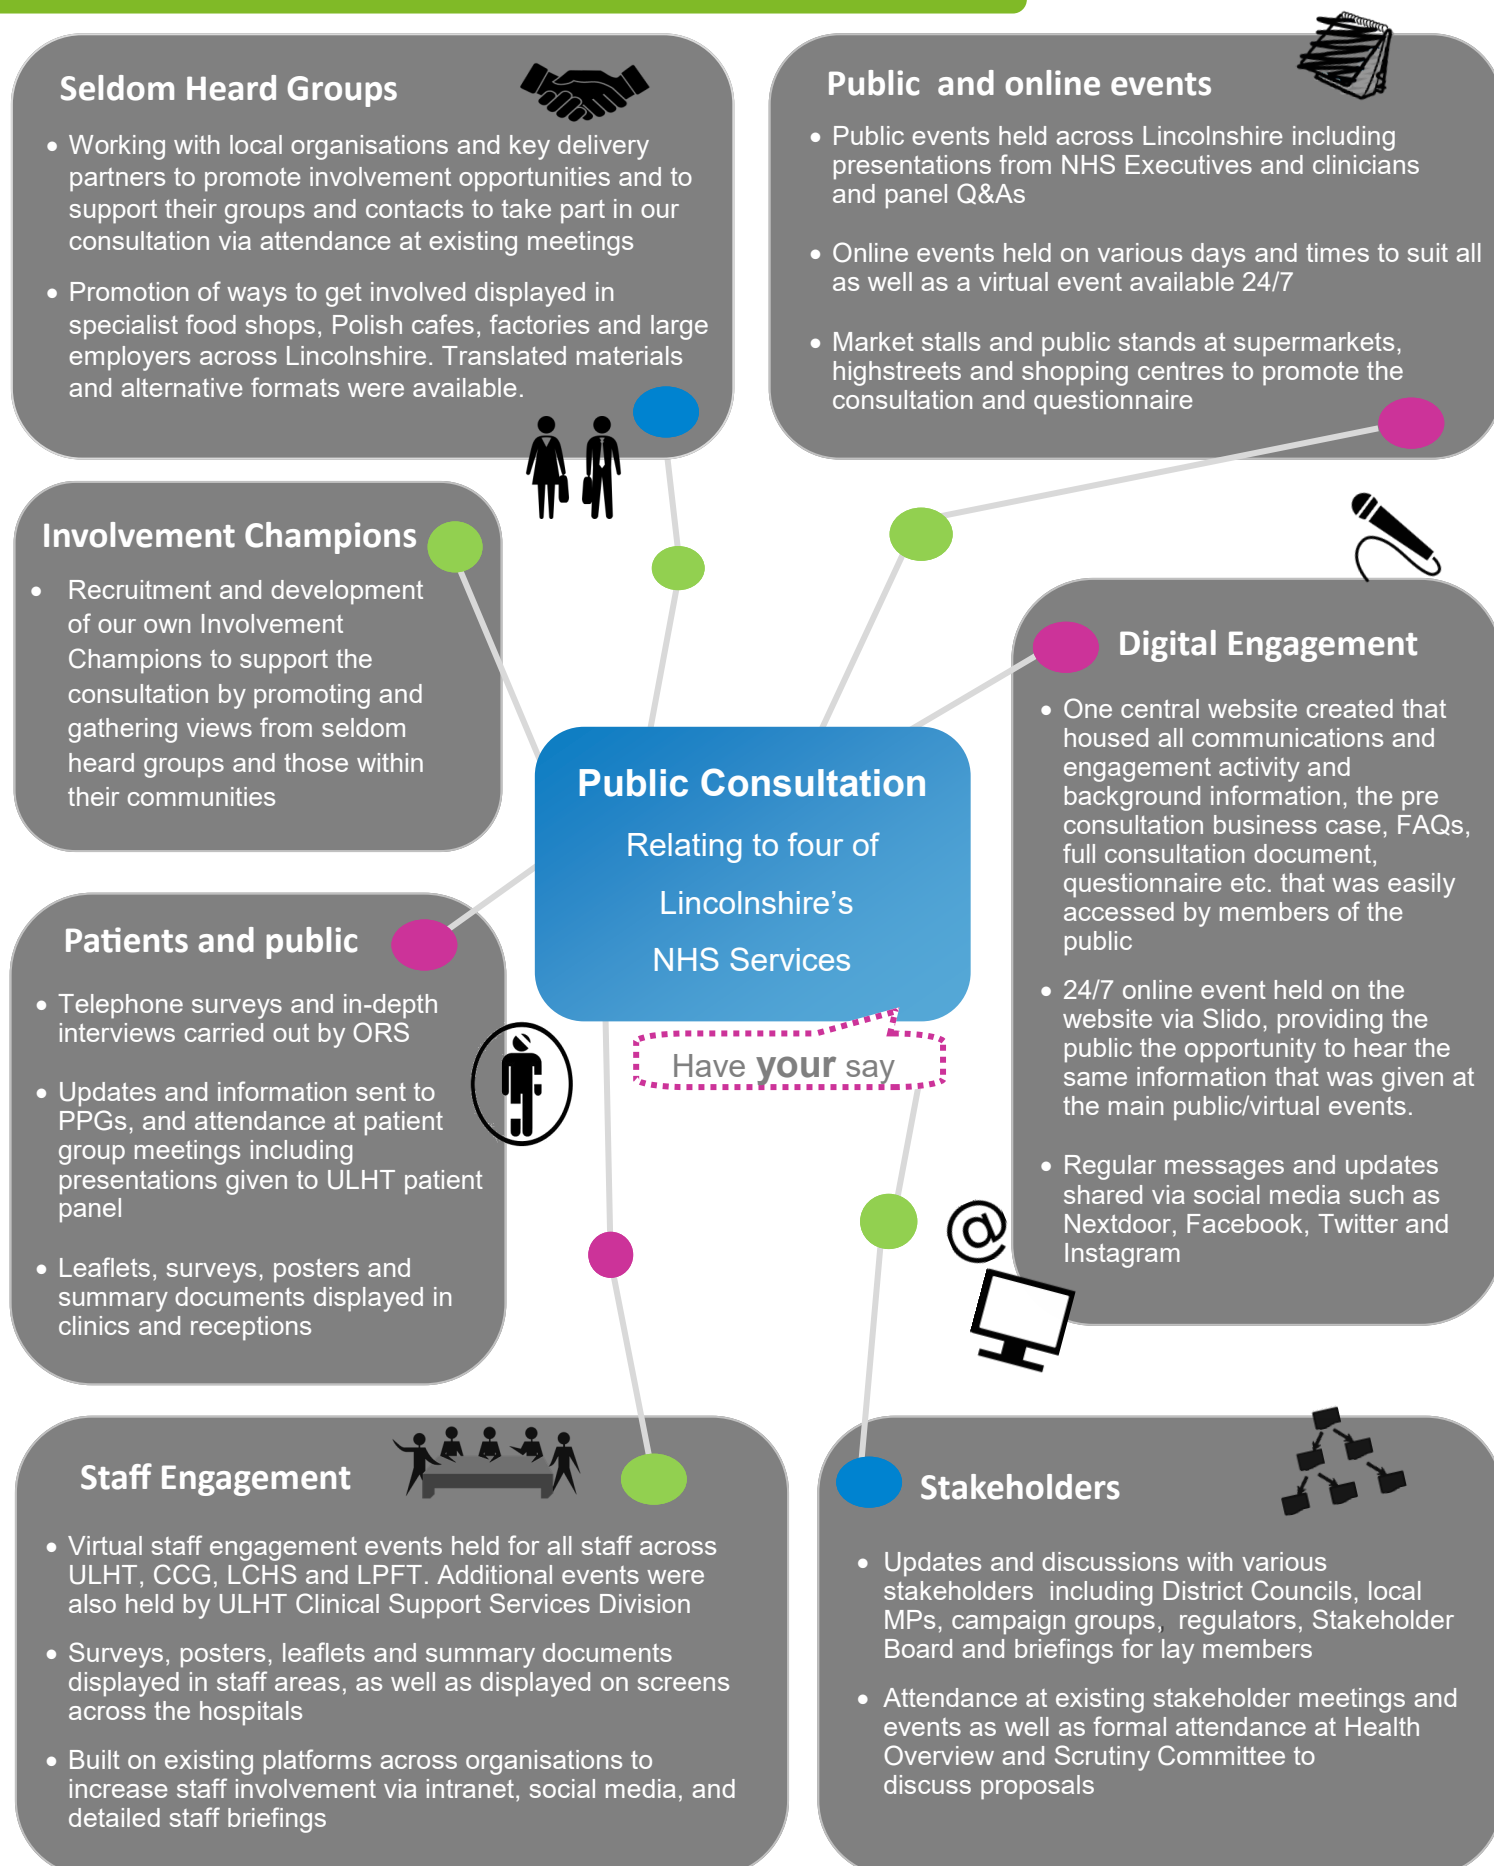 Seldom Heard Groups
• Working with local organisations and key delivery
partners to promote involvement opportunities and to
support their groups and contacts to take part in our
consultation via attendance at existing meetings
• Promotion of ways to get involved displayed in
specialist food shops, Polish cafes, factories and large
employers across Lincolnshire. Translated materials
and alternative formats were available.
Public and online events
• Public events held across Lincolnshire including
presentations from NHS Executives and clinicians
and panel Q&As
• Online events held on various days and times to suit all
as well as a virtual event available 24/7
• Market stalls and public stands at supermarkets,
highstreets and shopping centres to promote the
consultation and questionnaire
Involvement Champions
• Recruitment and development
of our own Involvement
Champions to support the
consultation by promoting and
gathering views from seldom
heard groups and those within
their communities
Digital Engagement
• One central website created that
housed all communications and
engagement activity and
background information, the pre
consultation business case, FAQs,
full consultation document,
questionnaire etc. that was easily
accessed by members of the
public
• 24/7 online event held on the
website via Slido, providing the
public the opportunity to hear the
same information that was given at
the main public/virtual events.
• Regular messages and updates
shared via social media such as
Nextdoor, Facebook, Twitter and
Instagram
Public Consultation
Relating to four of
Lincolnshire’s
NHS Services
Have your say
Patients and public
• Telephone surveys and in-depth
interviews carried out by ORS
• Updates and information sent to
PPGs, and attendance at patient
group meetings including
presentations given to ULHT patient
panel
• Leaflets, surveys, posters and
summary documents displayed in
clinics and receptions
@
Staff Engagement
• Virtual staff engagement events held for all staff across
ULHT, CCG, LCHS and LPFT. Additional events were
also held by ULHT Clinical Support Services Division
• Surveys, posters, leaflets and summary documents
displayed in staff areas, as well as displayed on screens
across the hospitals
• Built on existing platforms across organisations to
increase staff involvement via intranet, social media, and
detailed staff briefings
Stakeholders
• Updates and discussions with various
stakeholders including District Councils, local
MPs, campaign groups, regulators, Stakeholder
Board and briefings for lay members
• Attendance at existing stakeholder meetings and
events as well as formal attendance at Health
Overview and Scrutiny Committee to
discuss proposals